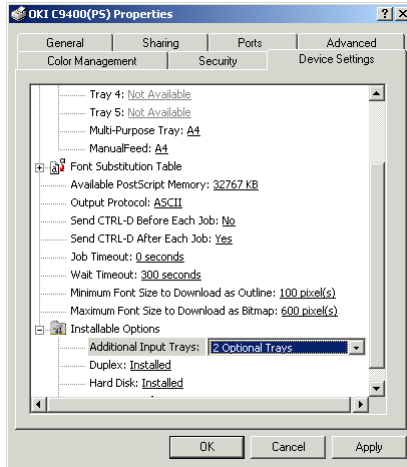 OKI C9400(PS) Properties
General Sharing Ports Advanced
Color Management Security Device Settings
Tray 4: Not Available
Tray 5: Not Available
Multi-Purpose Tray: A4
ManualFeed: A4
Font Substitution Table
Available PostScript Memory: 32767 KB
Output Protocol: ASCII
Send CTRL-D Before Each Job: No
Send CTRL-D After Each Job: Yes
Job Timeout: 0 seconds
Wait Timeout: 300 seconds
Minimum Font Size to Download as Outline: 100 pixel(s)
Maximum Font Size to Download as Bitmap: 600 pixel(s)
Installable Options
Additional Input Trays: 2 Optional Trays
Duplex: Installed
Hard Disk: Installed
OK Cancel Apply